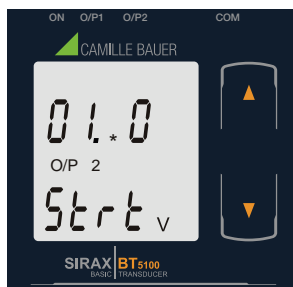 ON O/P1 O/P2 COM
CAMILLE BAUER
01.*0
O/P 2
Strt V
SIRAX BT5100
BASIC TRANSDUCER